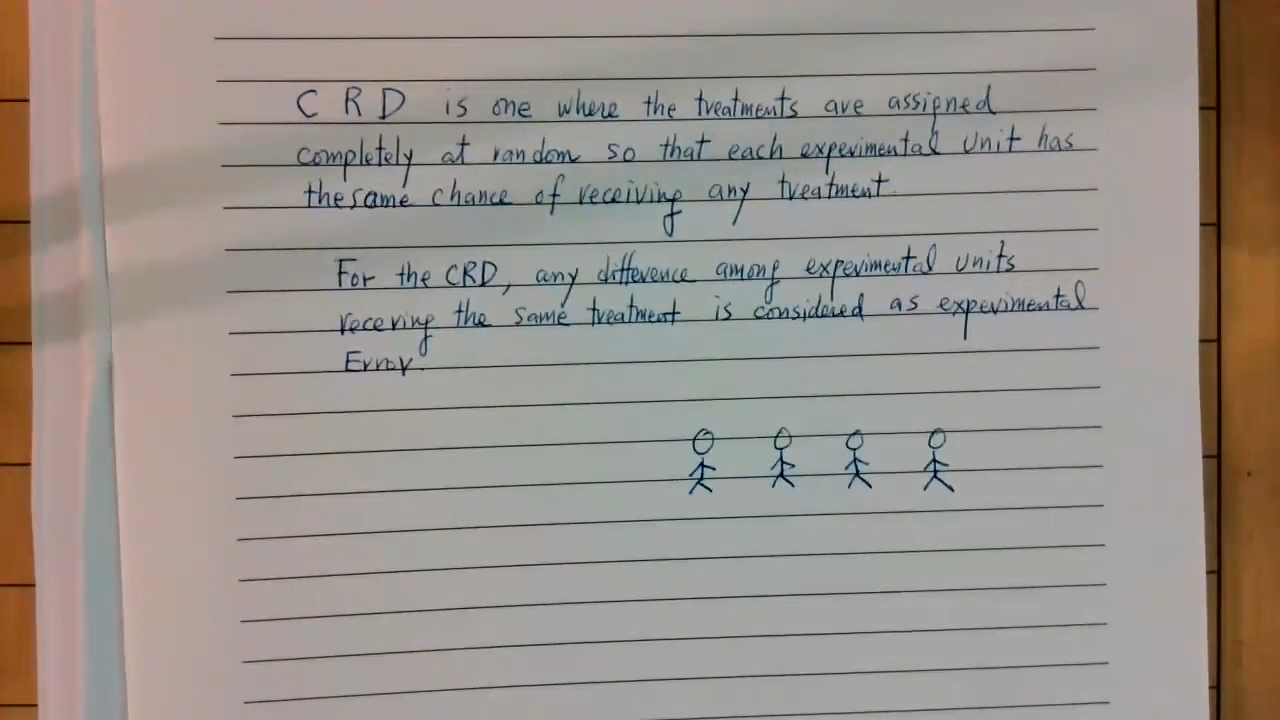 C R D is one where the treatments are assigned
completely at random so that each experimental Unit has
the same chance of receiving any treatment.
For the CRD, any difference among experimental units
recering the same treatment is considered as experimental
Error.